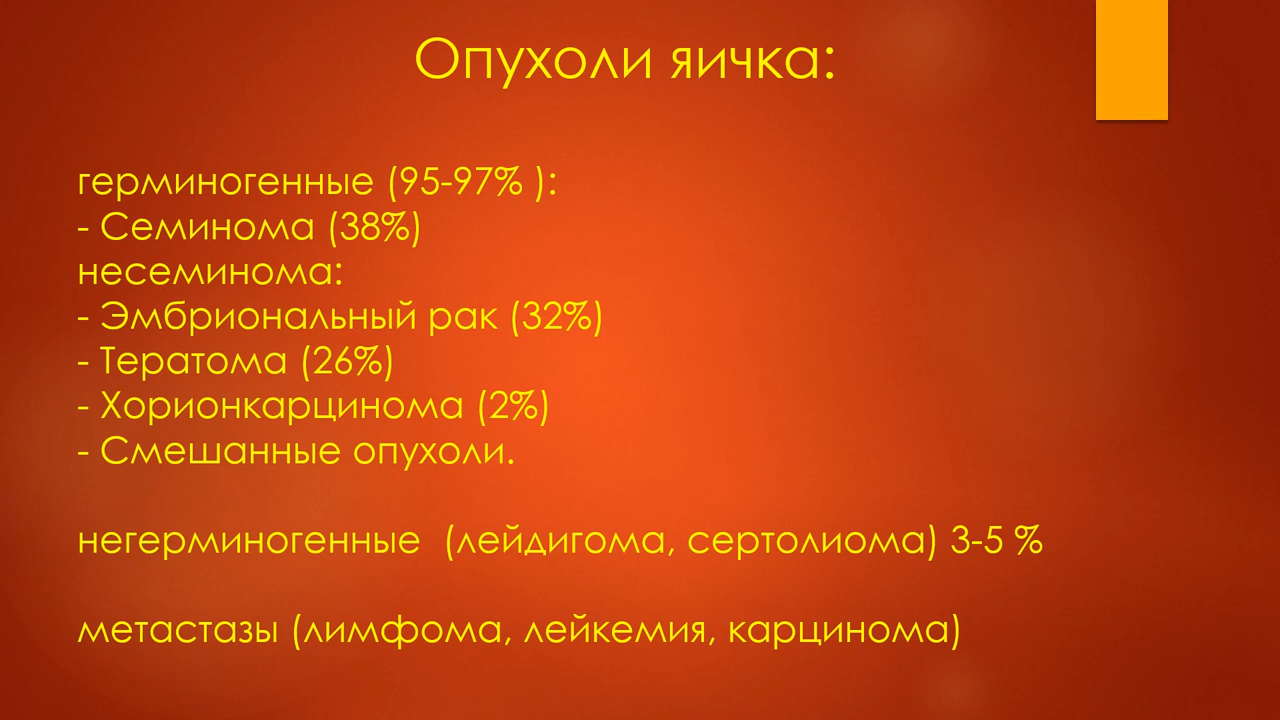 Опухоли яичка:
герминогенные (95-97% ):
- Семинома (38%)
несеминома:
- Эмбриональный рак (32%)
- Тератома (26%)
- Хорионкарцинома (2%)
- Смешанные опухоли.
негерминогенные  (лейдигома, сертолиома) 3-5 %
метастазы (лимфома, лейкемия, карцинома)